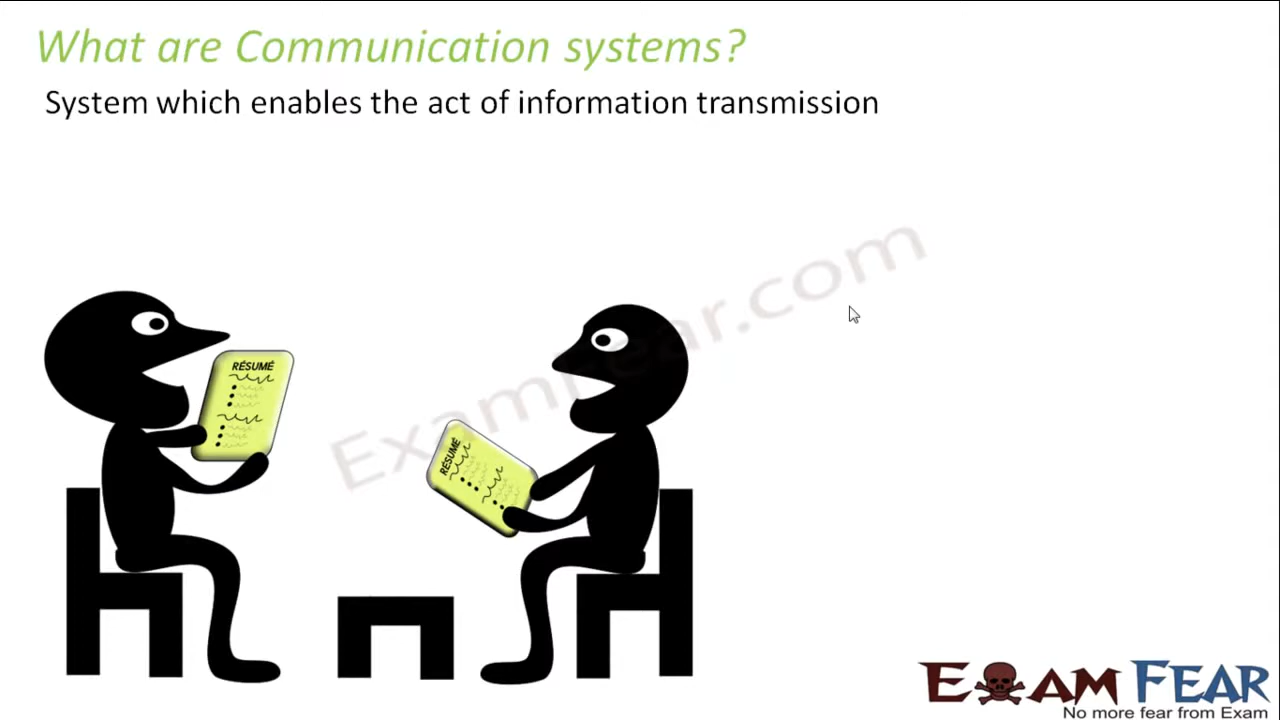 What are Communication systems?
System which enables the act of information transmission
ExamFear.com
RÉSUMÉ
RÉSUMÉ
EXAM FEAR
No more fear from Exam